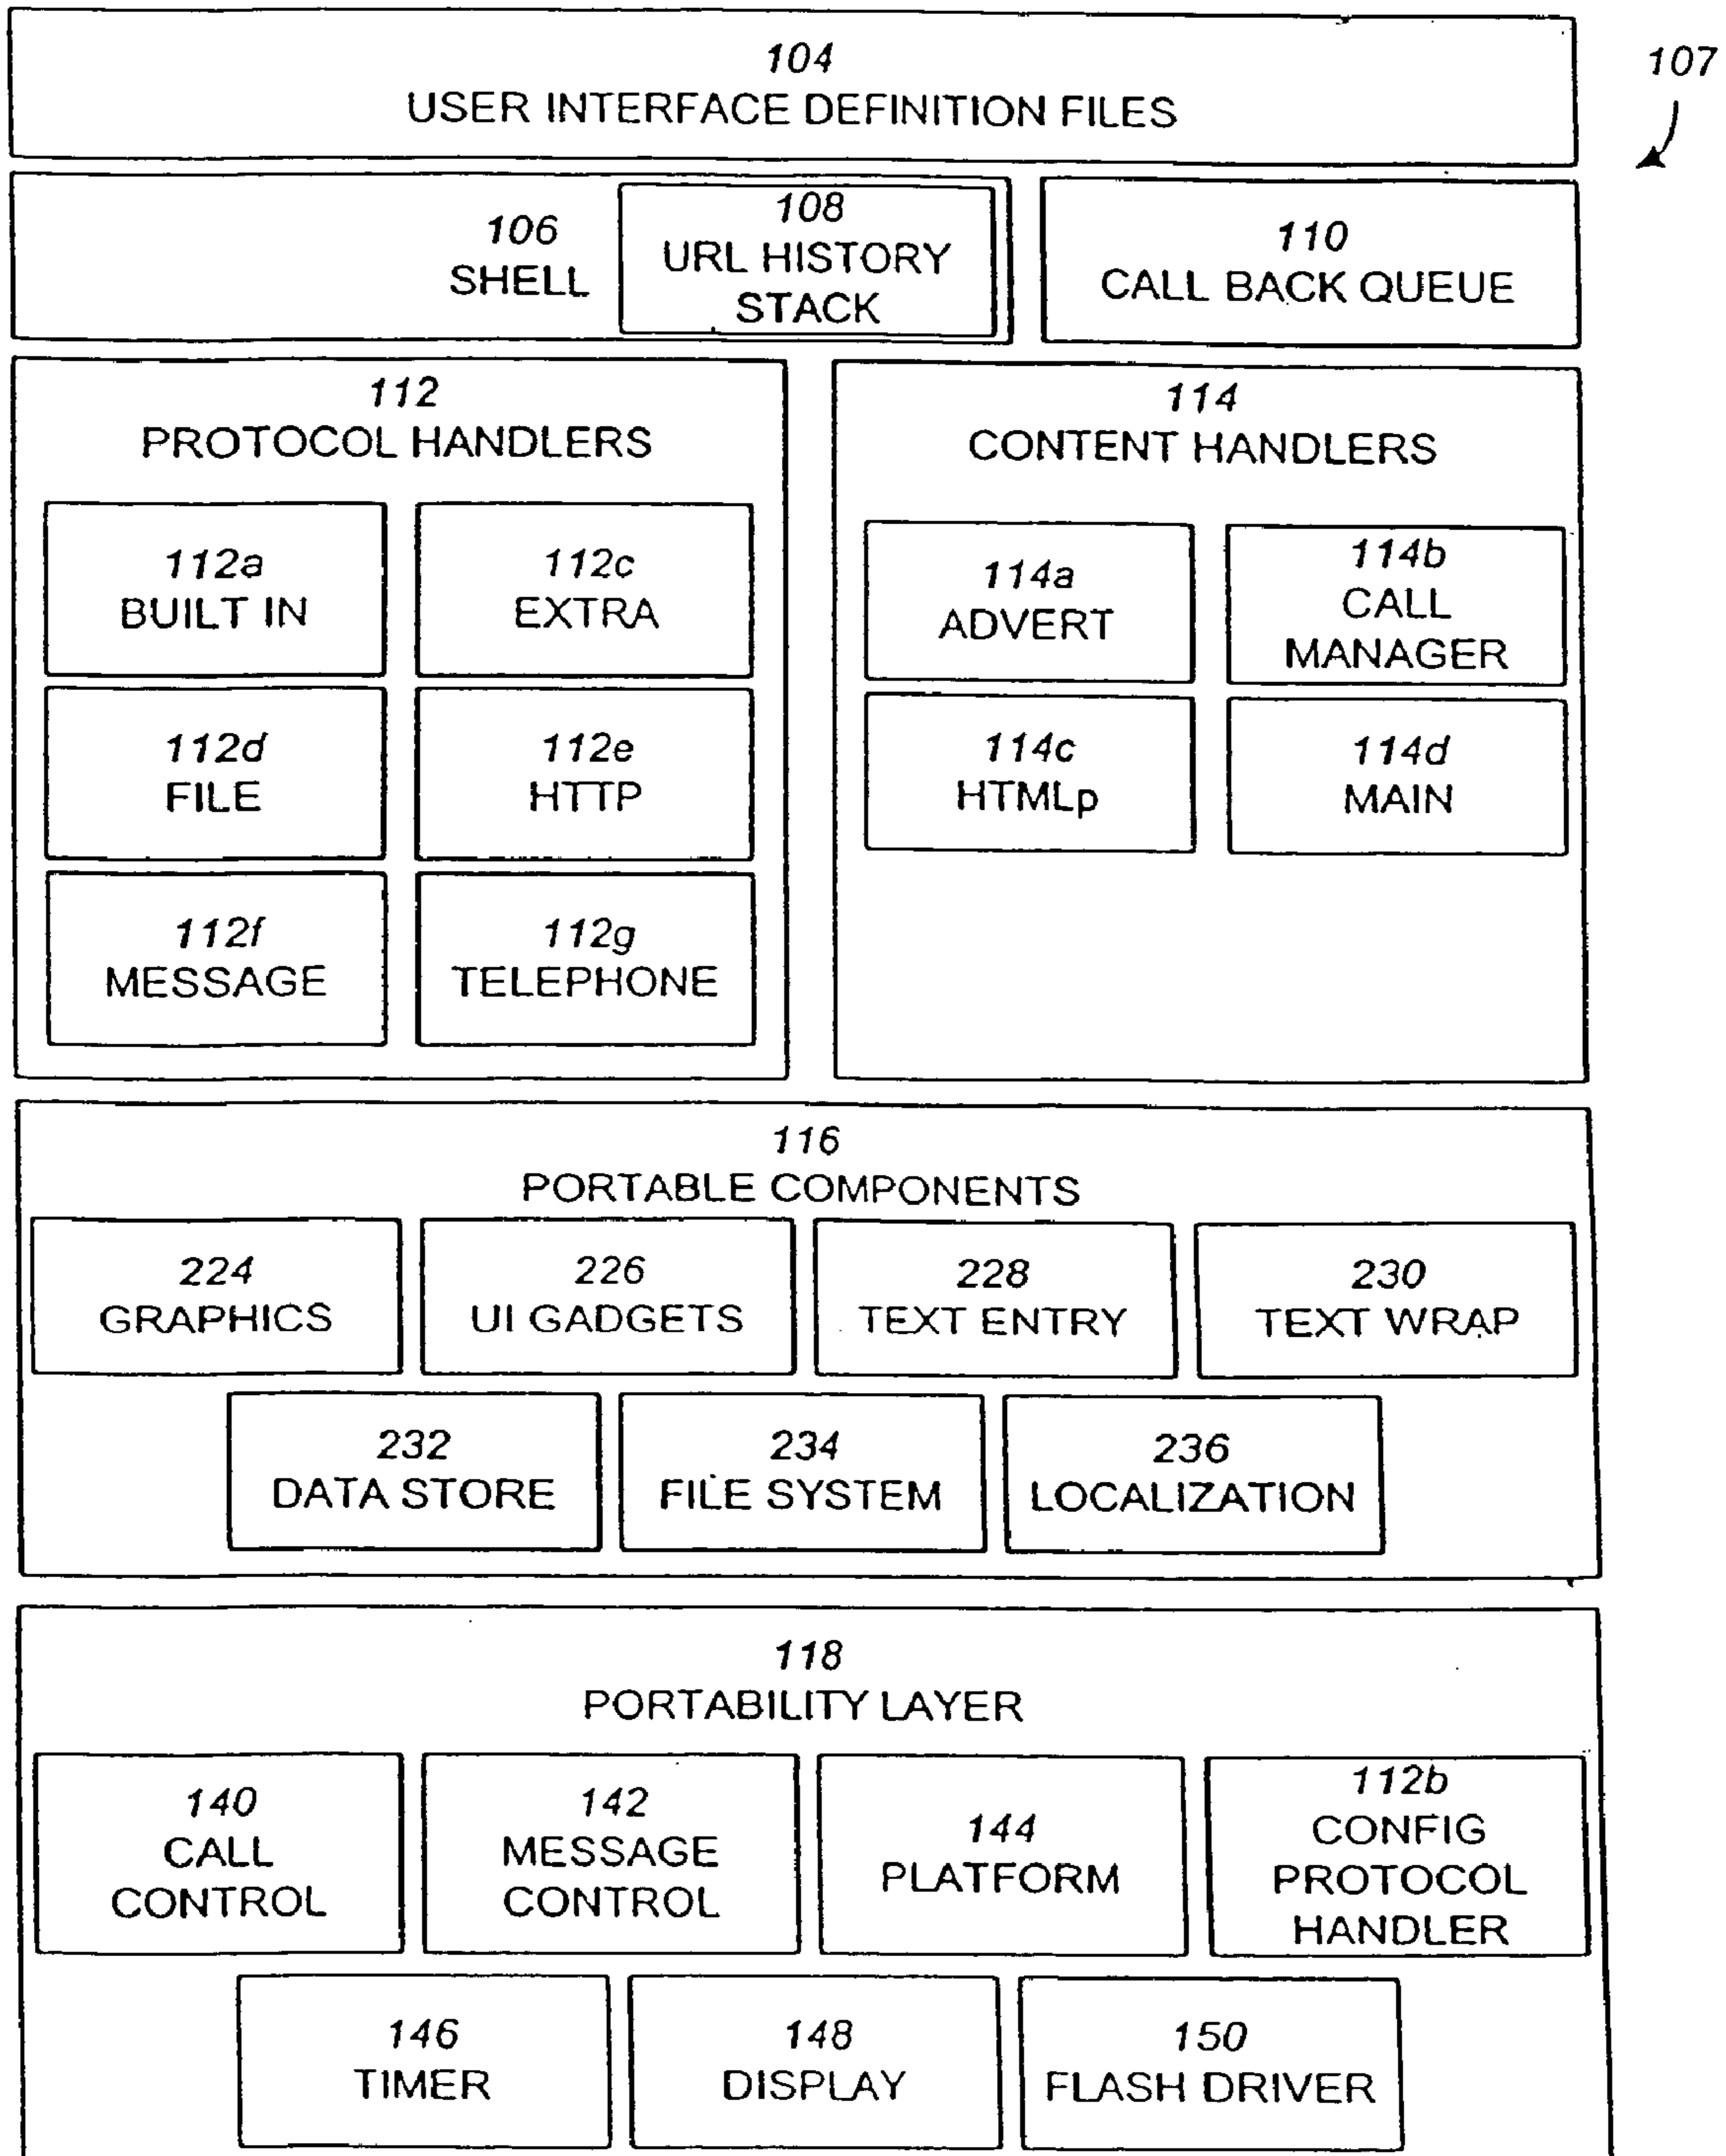 104
USER INTERFACE DEFINITION FILES
107
106
SHELL
108
URL HISTORY
STACK
110
CALL BACK QUEUE
112
PROTOCOL HANDLERS
112a
BUILT IN
112c
EXTRA
112d
FILE
112e
HTTP
112f
MESSAGE
112g
TELEPHONE
114
CONTENT HANDLERS
114a
ADVERT
114b
CALL
MANAGER
114c
HTMLp
114d
MAIN
116
PORTABLE COMPONENTS
224
GRAPHICS
226
UI GADGETS
228
TEXT ENTRY
230
TEXT WRAP
232
DATA STORE
234
FILE SYSTEM
236
LOCALIZATION
118
PORTABILITY LAYER
140
CALL
CONTROL
142
MESSAGE
CONTROL
144
PLATFORM
112b
CONFIG
PROTOCOL
HANDLER
146
TIMER
148
DISPLAY
150
FLASH DRIVER